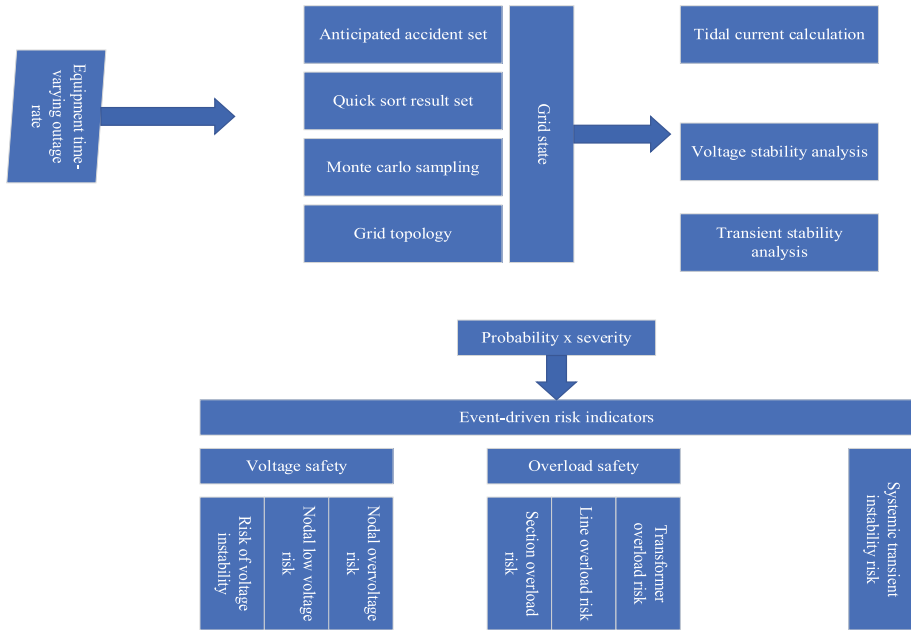 Equipment time-
varying outage
rate
Anticipated accident set
Quick sort result set
Monte carlo sampling
Grid topology
Grid state
Tidal current calculation
Voltage stability analysis
Transient stability
analysis
Probability x severity
Event-driven risk indicators
Voltage safety
Risk of voltage
instability
Nodal low voltage
risk
Nodal overvoltage
risk
Overload safety
Section overload
risk
Line overload risk
Transformer
overload risk
Systemic transient
instability risk